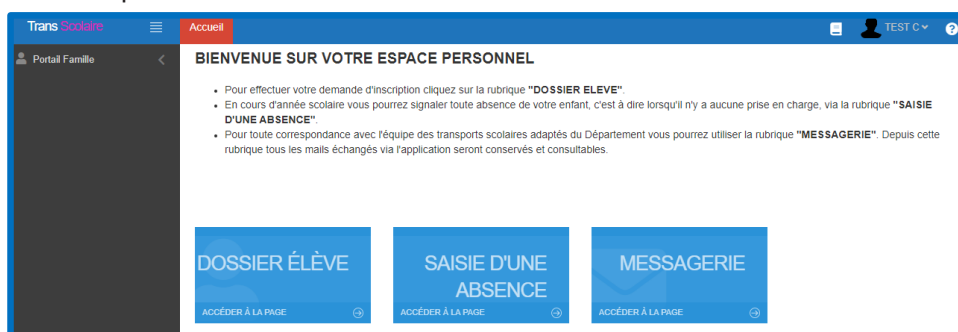 Trans Scolaire
Accueil
TEST C
?
Portail Famille
BIENVENUE SUR VOTRE ESPACE PERSONNEL
• Pour effectuer votre demande d'inscription cliquez sur la rubrique "DOSSIER ELEVE".
• En cours d'année scolaire vous pourrez signaler toute absence de votre enfant, c'est à dire lorsqu'il n'y a aucune prise en charge, via la rubrique "SAISIE
D'UNE ABSENCE".
• Pour toute correspondance avec l'équipe des transports scolaires adaptés du Département vous pourrez utiliser la rubrique "MESSAGERIE". Depuis cette
rubrique tous les mails échangés via l'application seront conservés et consultables.
DOSSIER ÉLÈVE
ACCÉDER À LA PAGE
SAISIE D'UNE
ABSENCE
ACCÉDER À LA PAGE
MESSAGERIE
ACCÉDER À LA PAGE